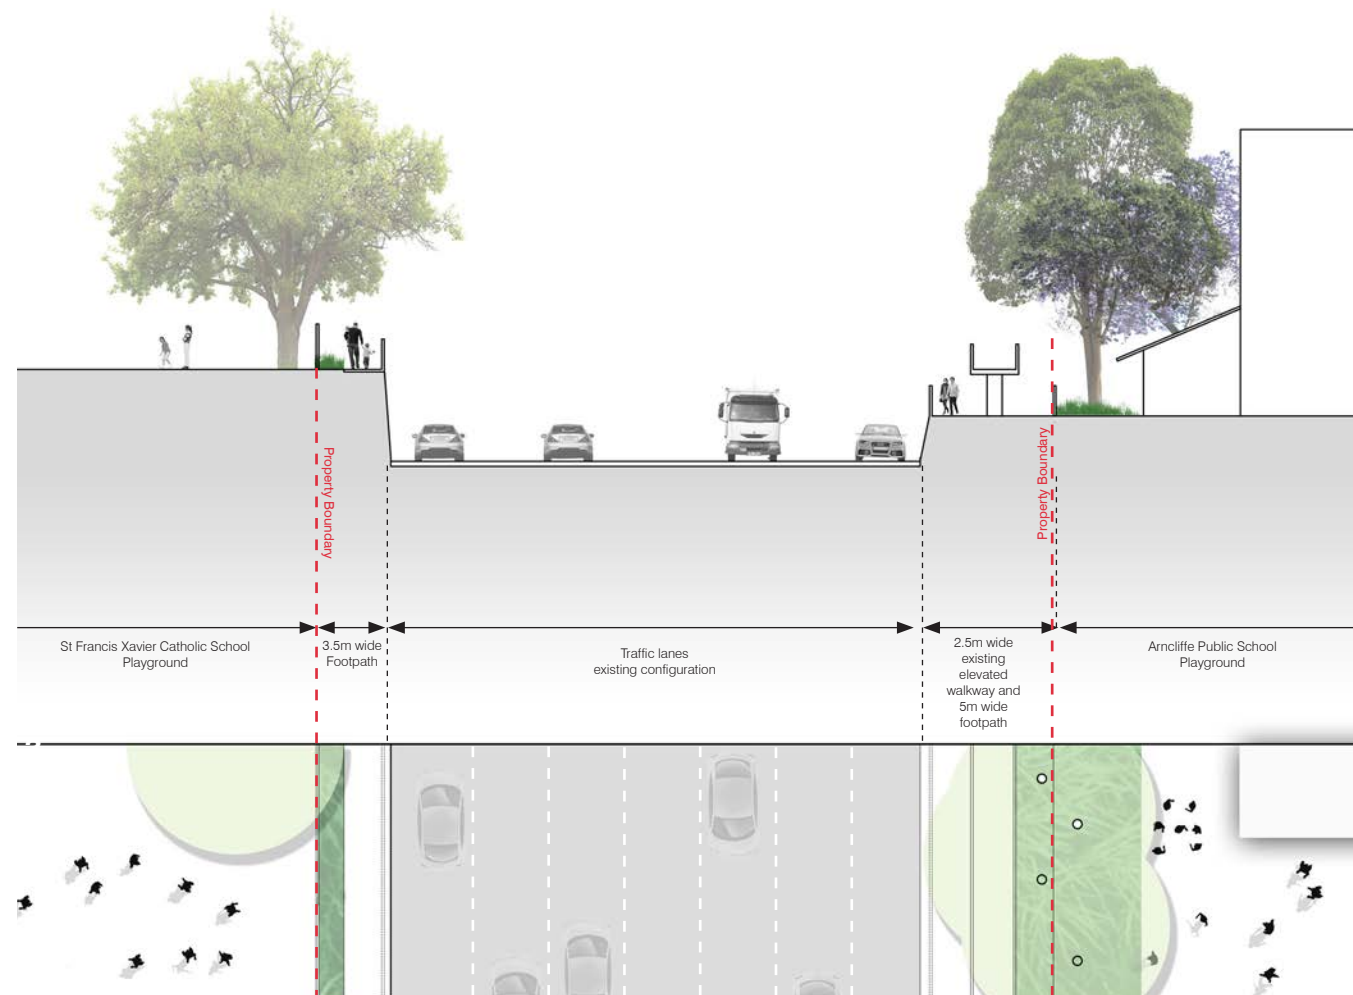 Property Boundary
Property Boundary
St Francis Xavier Catholic School
Playground
3.5m wide
Footpath
Traffic lanes
existing configuration
2.5m wide
existing
elevated
walkway and
5m wide
footpath
Arncliffe Public School
Playground